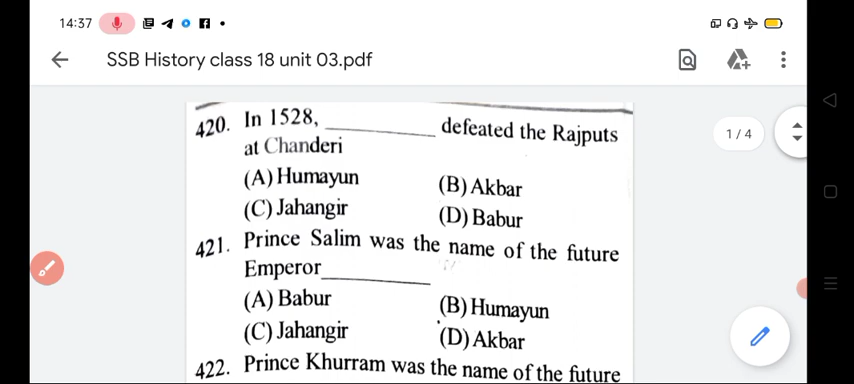 14:37
SSB History class 18 unit 03.pdf
1 / 4
420. In 1528, __________ defeated the Rajputs
at Chanderi
(A) Humayun (B) Akbar
(C) Jahangir (D) Babur
421. Prince Salim was the name of the future
Emperor__________
(A) Babur (B) Humayun
(C) Jahangir (D) Akbar
422. Prince Khurram was the name of the future